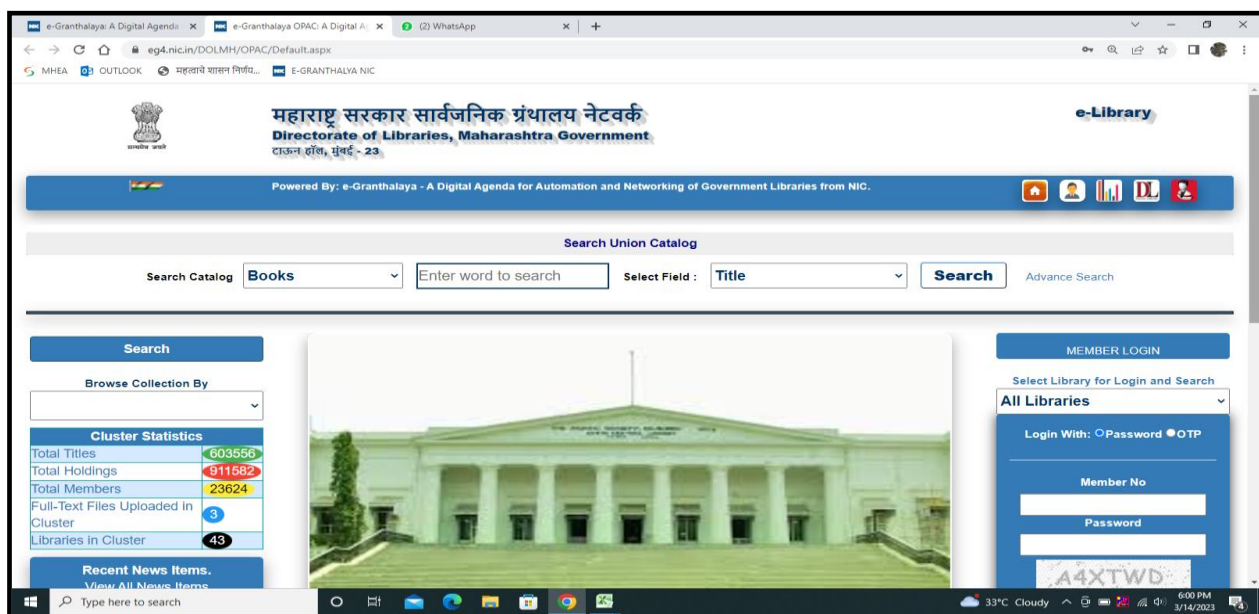 e-Granthalaya: A Digital Agenda
e-Granthalaya OPAC: A Digital A
(2) WhatsApp
eg4.nic.in/DOLMH/OPAC/Default.aspx
MHEA OUTLOOK महत्वाचे शासन निर्णय... E-GRANTHALYA NIC
सत्यमेव जयते
महाराष्ट्र सरकार सार्वजनिक ग्रंथालय नेटवर्क
Directorate of Libraries, Maharashtra Government
टाऊन हॉल, मुंबई - 23
e-Library
Powered By: e-Granthalaya - A Digital Agenda for Automation and Networking of Government Libraries from NIC.
DL
Search Union Catalog
Search Catalog Books Enter word to search Select Field : Title Search Advance Search
Search
Browse Collection By
Cluster Statistics
Total Titles 603556
Total Holdings 911582
Total Members 23624
Full-Text Files Uploaded in
Cluster 3
Libraries in Cluster 43
Recent News Items.
View All News Items
MEMBER LOGIN
Select Library for Login and Search
All Libraries
Login With: Password OTP
Member No
Password
A4XTWD
Type here to search
33°C Cloudy
6:00 PM
3/14/2023